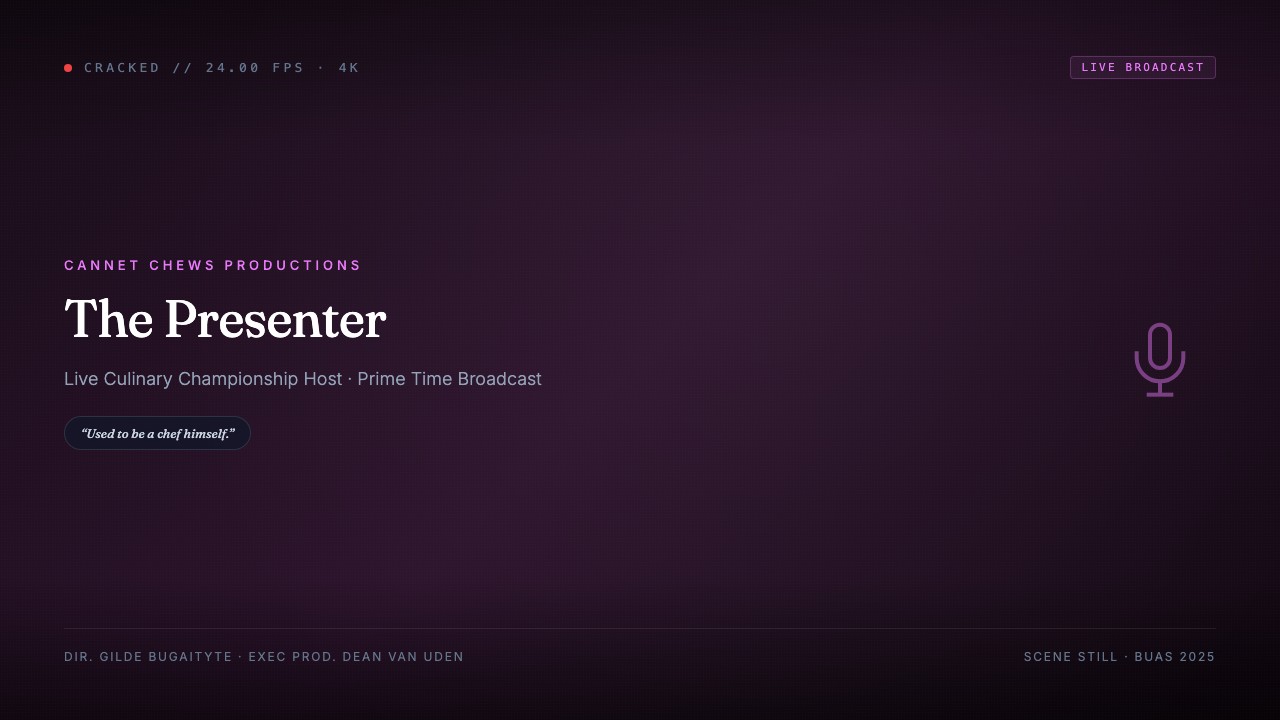 CRACKED // 24.00 FPS · 4K
LIVE BROADCAST
CANNET CHEWS PRODUCTIONS
The Presenter
Live Culinary Championship Host · Prime Time Broadcast
“Used to be a chef himself.”
DIR. GILDE BUGAITYTE · EXEC PROD. DEAN VAN UDEN
SCENE STILL · BUAS 2025